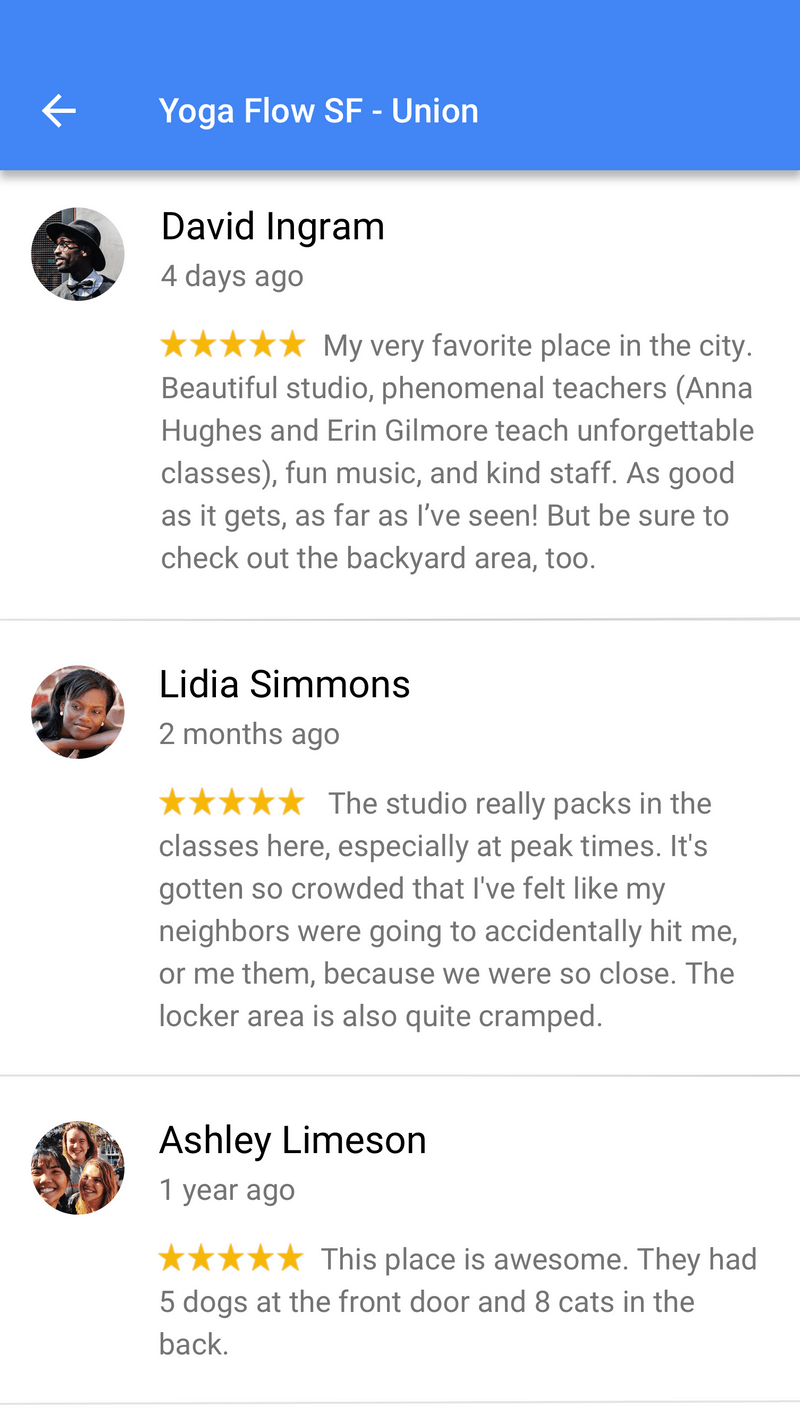 Yoga Flow SF - Union
David Ingram
4 days ago
My very favorite place in the city.
Beautiful studio, phenomenal teachers (Anna
Hughes and Erin Gilmore teach unforgettable
classes), fun music, and kind staff. As good
as it gets, as far as I’ve seen! But be sure to
check out the backyard area, too.
Lidia Simmons
2 months ago
The studio really packs in the
classes here, especially at peak times. It's
gotten so crowded that I've felt like my
neighbors were going to accidentally hit me,
or me them, because we were so close. The
locker area is also quite cramped.
Ashley Limeson
1 year ago
This place is awesome. They had
5 dogs at the front door and 8 cats in the
back.